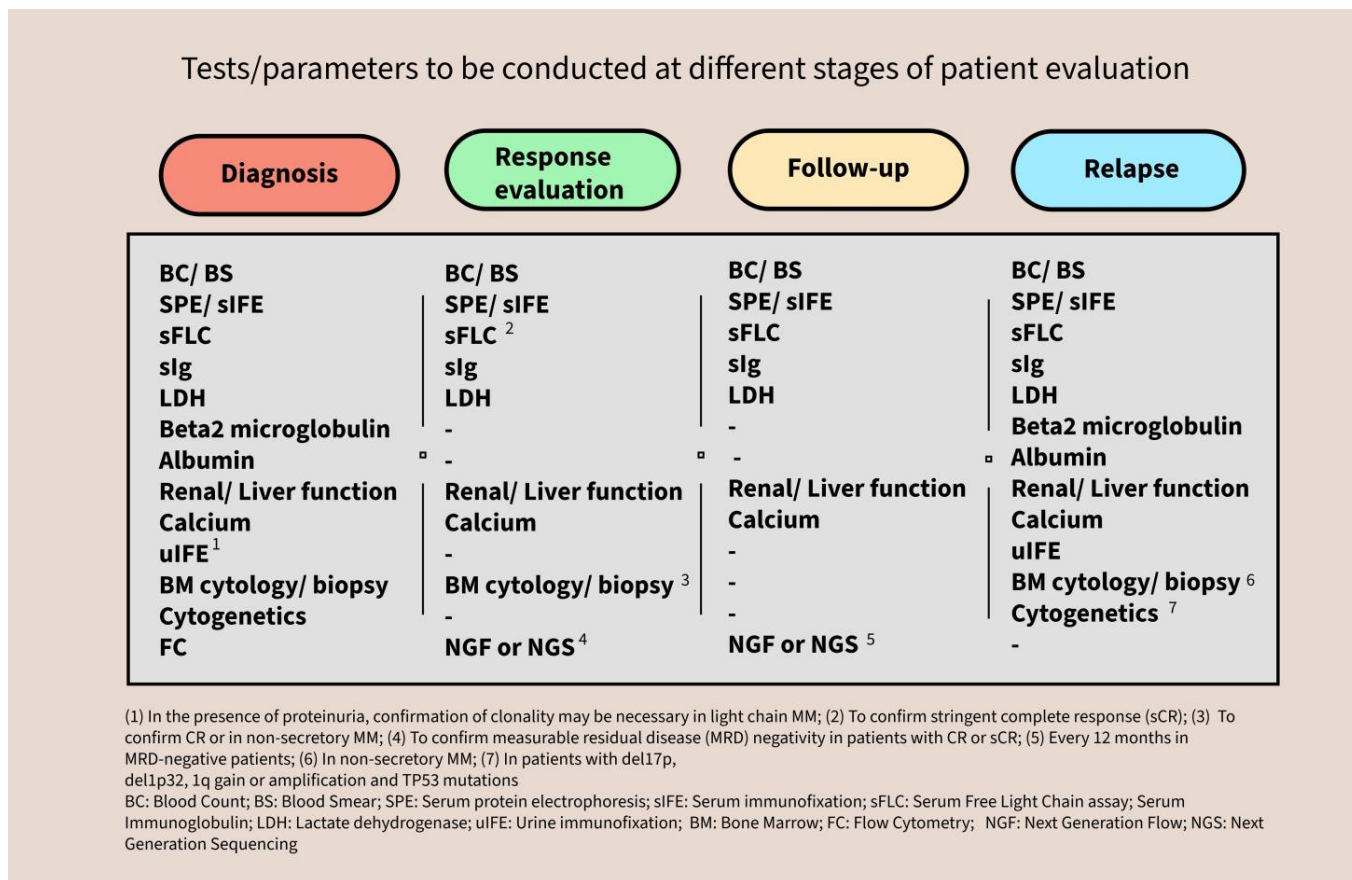 Tests/parameters to be conducted at different stages of patient evaluation
Diagnosis
Response
evaluation
Follow-up
Relapse
BC/ BS
SPE/ sIFE
sFLC
sIg
LDH
Beta2 microglobulin
Albumin
Renal/ Liver function
Calcium
uIFE 1
BM cytology/ biopsy
Cytogenetics
FC
BC/ BS
SPE/ sIFE
sFLC 2
sIg
LDH
-
-
Renal/ Liver function
Calcium
-
BM cytology/ biopsy 3
-
NGF or NGS 4
BC/ BS
SPE/ sIFE
sFLC
sIg
LDH
-
-
Renal/ Liver function
Calcium
-
-
-
NGF or NGS 5
BC/ BS
SPE/ sIFE
sFLC
sIg
LDH
Beta2 microglobulin
Albumin
Renal/ Liver function
Calcium
uIFE
BM cytology/ biopsy 6
Cytogenetics 7
-
(1) In the presence of proteinuria, confirmation of clonality may be necessary in light chain MM; (2) To confirm stringent complete response (sCR); (3) To
confirm CR or in non-secretory MM; (4) To confirm measurable residual disease (MRD) negativity in patients with CR or sCR; (5) Every 12 months in
MRD-negative patients; (6) In non-secretory MM; (7) In patients with del17p,
del1p32, 1q gain or amplification and TP53 mutations
BC: Blood Count; BS: Blood Smear; SPE: Serum protein electrophoresis; sIFE: Serum immunofixation; sFLC: Serum Free Light Chain assay; Serum
Immunoglobulin; LDH: Lactate dehydrogenase; uIFE: Urine immunofixation; BM: Bone Marrow; FC: Flow Cytometry; NGF: Next Generation Flow; NGS: Next
Generation Sequencing